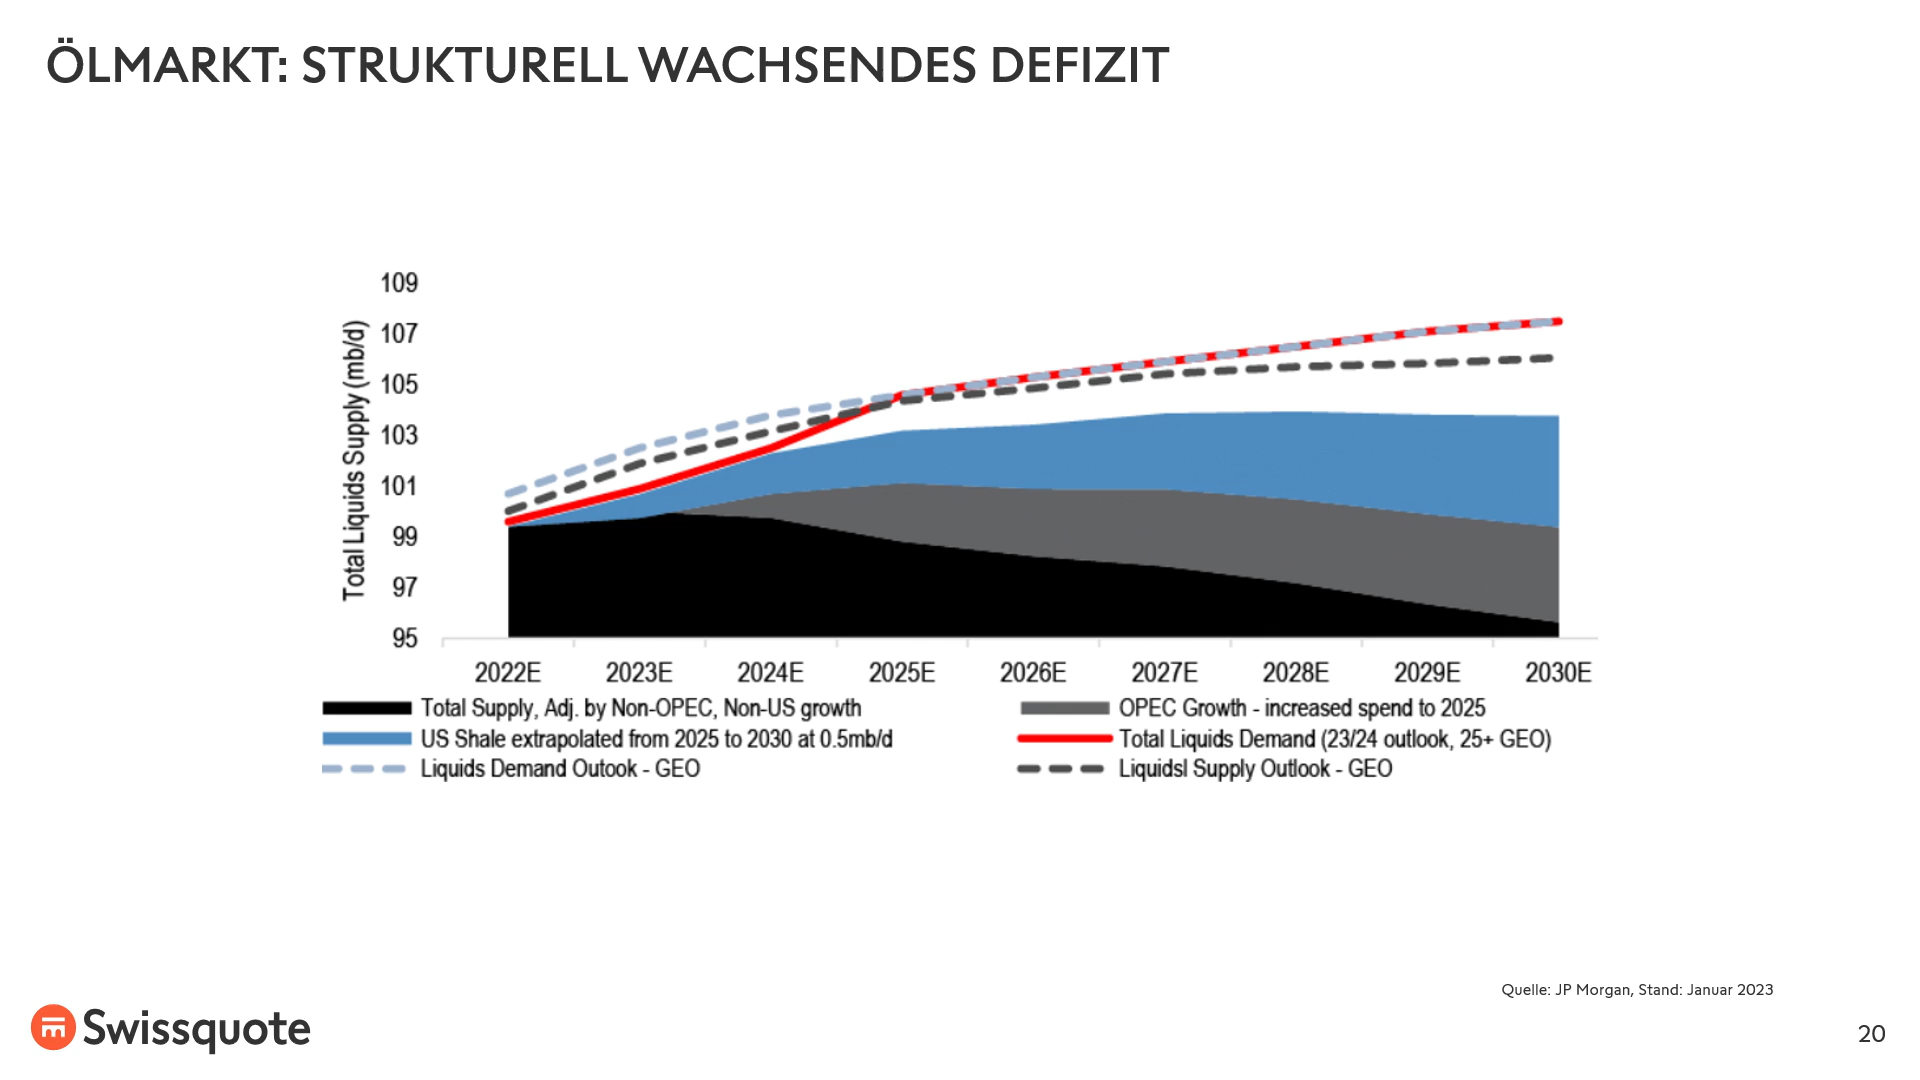 ÖLMARKT: STRUKTURELL WACHSENDES DEFIZIT
Total Liquids Supply (mb/d)
109
107
105
103
101
99
97
95
2022E 2023E 2024E 2025E 2026E 2027E 2028E 2029E 2030E
Total Supply, Adj. by Non-OPEC, Non-US growth
OPEC Growth - increased spend to 2025
US Shale extrapolated from 2025 to 2030 at 0.5mb/d
Total Liquids Demand (23/24 outlook, 25+ GEO)
Liquids Demand Outook - GEO
Liquidsl Supply Outlook - GEO
Quelle: JP Morgan, Stand: Januar 2023
Swissquote
20